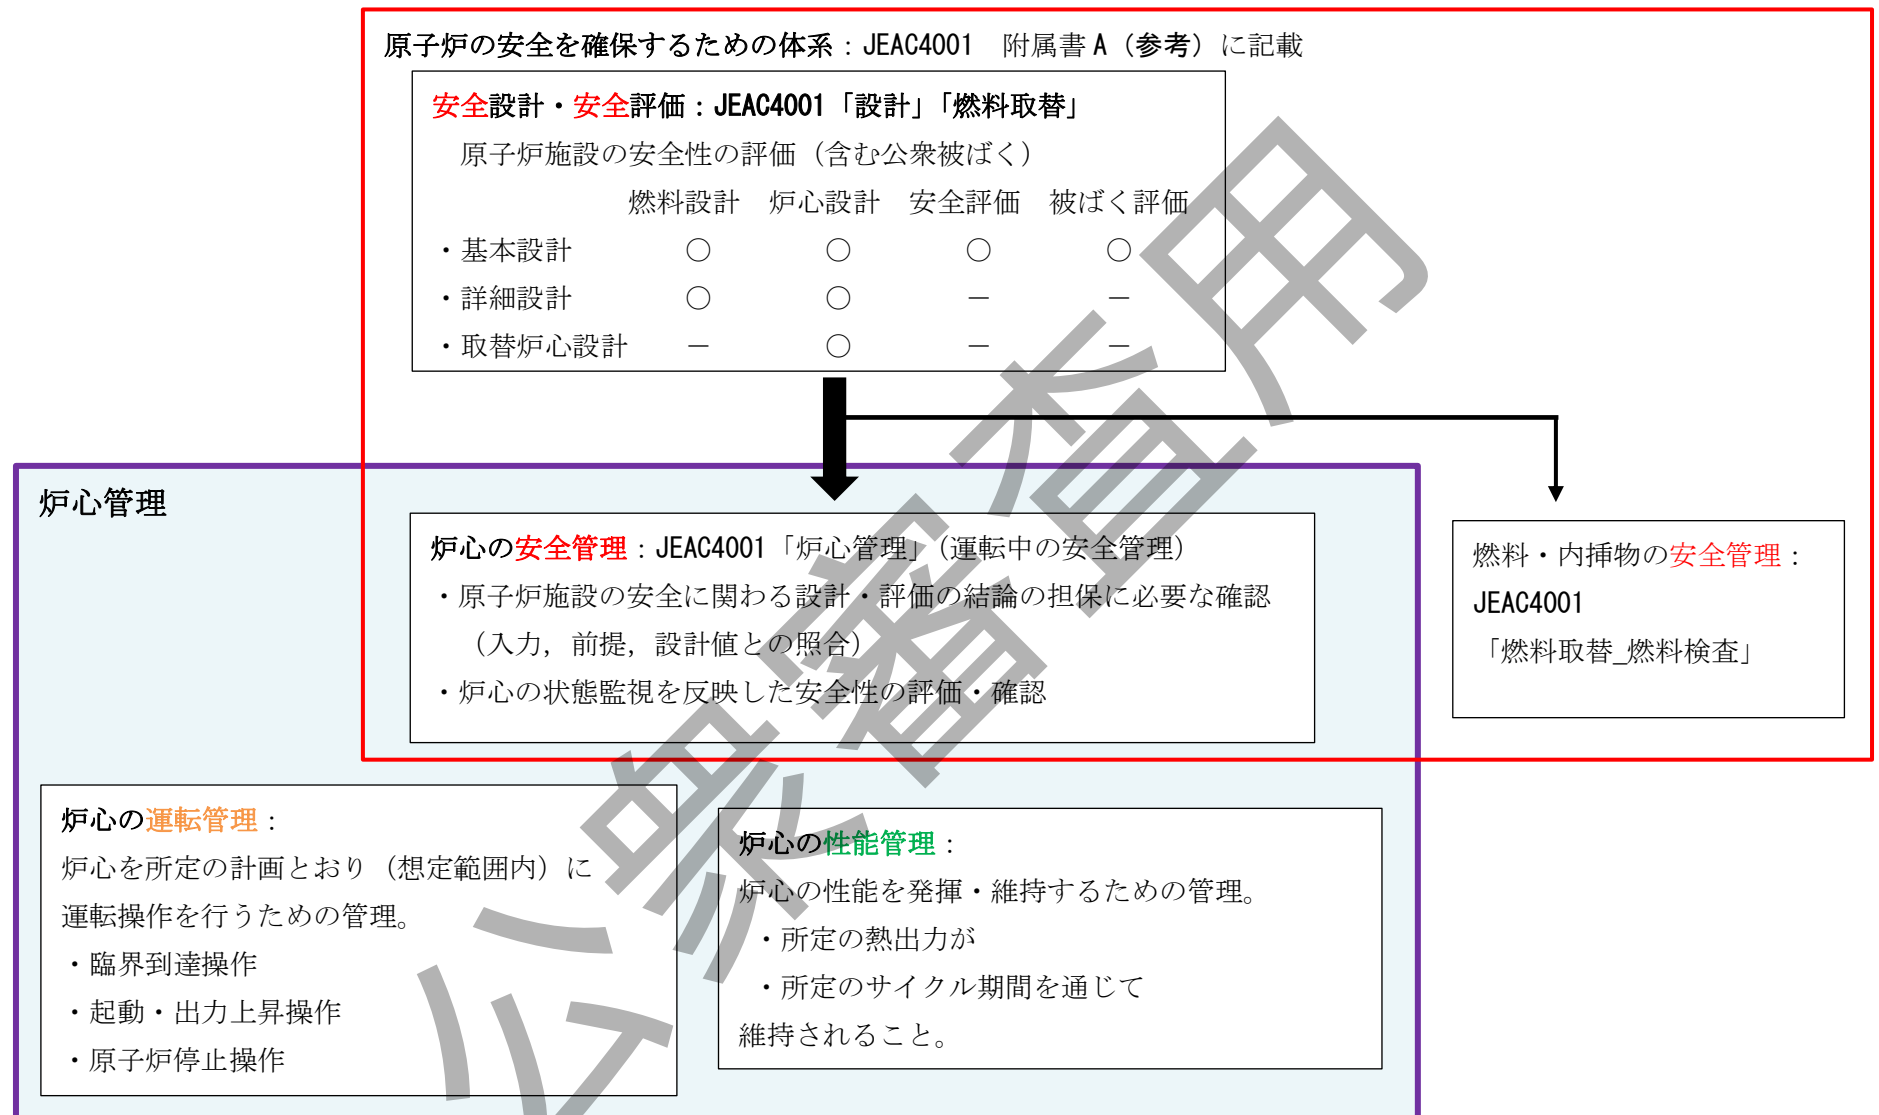 原子炉の安全を確保するための体系：JEAC4001　附属書 A（参考）に記載
安全設計・安全評価：JEAC4001「設計」「燃料取替」
原子炉施設の安全性の評価（含む公衆被ばく）
燃料設計　炉心設計　安全評価　被ばく評価
・基本設計　○　○　○　○
・詳細設計　○　○　－　－
・取替炉心設計　－　○　－　－
炉心管理
炉心の安全管理：JEAC4001「炉心管理」（運転中の安全管理）
・原子炉施設の安全に関わる設計・評価の結論の担保に必要な確認
（入力，前提，設計値との照合）
・炉心の状態監視を反映した安全性の評価・確認
燃料・内挿物の安全管理：
JEAC4001
「燃料取替_燃料検査」
炉心の運転管理：
炉心を所定の計画とおり（想定範囲内）に
運転操作を行うための管理。
・臨界到達操作
・起動・出力上昇操作
・原子炉停止操作
炉心の性能管理：
炉心の性能を発揮・維持するための管理。
・所定の熱出力が
・所定のサイクル期間を通じて
維持されること。
公衆審査用